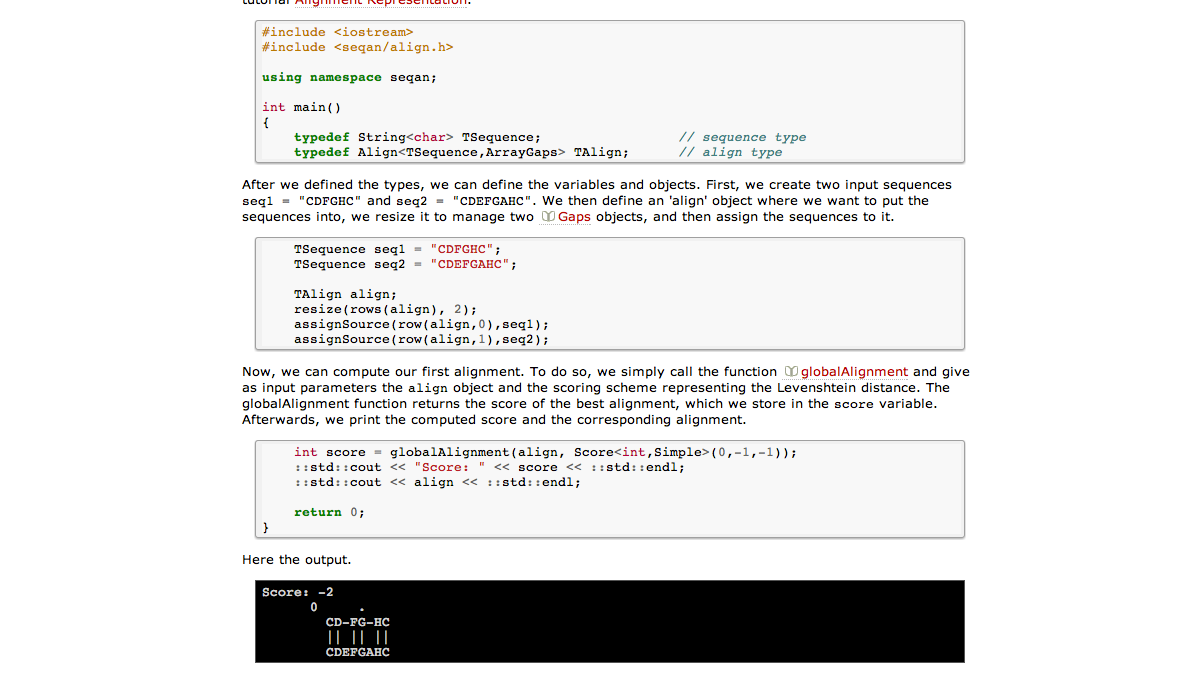 tutorial Alignment Representation.
#include <iostream>
#include <seqan/align.h>
using namespace seqan;
int main()
{
    typedef String<char> TSequence;                 // sequence type
    typedef Align<TSequence,ArrayGaps> TAlign;      // align type
After we defined the types, we can define the variables and objects. First, we create two input sequences
seq1 = "CDFGHC" and seq2 = "CDEFGAHC". We then define an 'align' object where we want to put the
sequences into, we resize it to manage two Gaps objects, and then assign the sequences to it.
    TSequence seq1 = "CDFGHC";
    TSequence seq2 = "CDEFGAHC";
    TAlign align;
    resize(rows(align), 2);
    assignSource(row(align,0),seq1);
    assignSource(row(align,1),seq2);
Now, we can compute our first alignment. To do so, we simply call the function globalAlignment and give
as input parameters the align object and the scoring scheme representing the Levenshtein distance. The
globalAlignment function returns the score of the best alignment, which we store in the score variable.
Afterwards, we print the computed score and the corresponding alignment.
    int score = globalAlignment(align, Score<int,Simple>(0,-1,-1));
    ::std::cout << "Score: " << score << ::std::endl;
    ::std::cout << align << ::std::endl;
    return 0;
}
Here the output.
Score: -2
      0     .
        CD-FG-HC
        || || ||
        CDEFGAHC